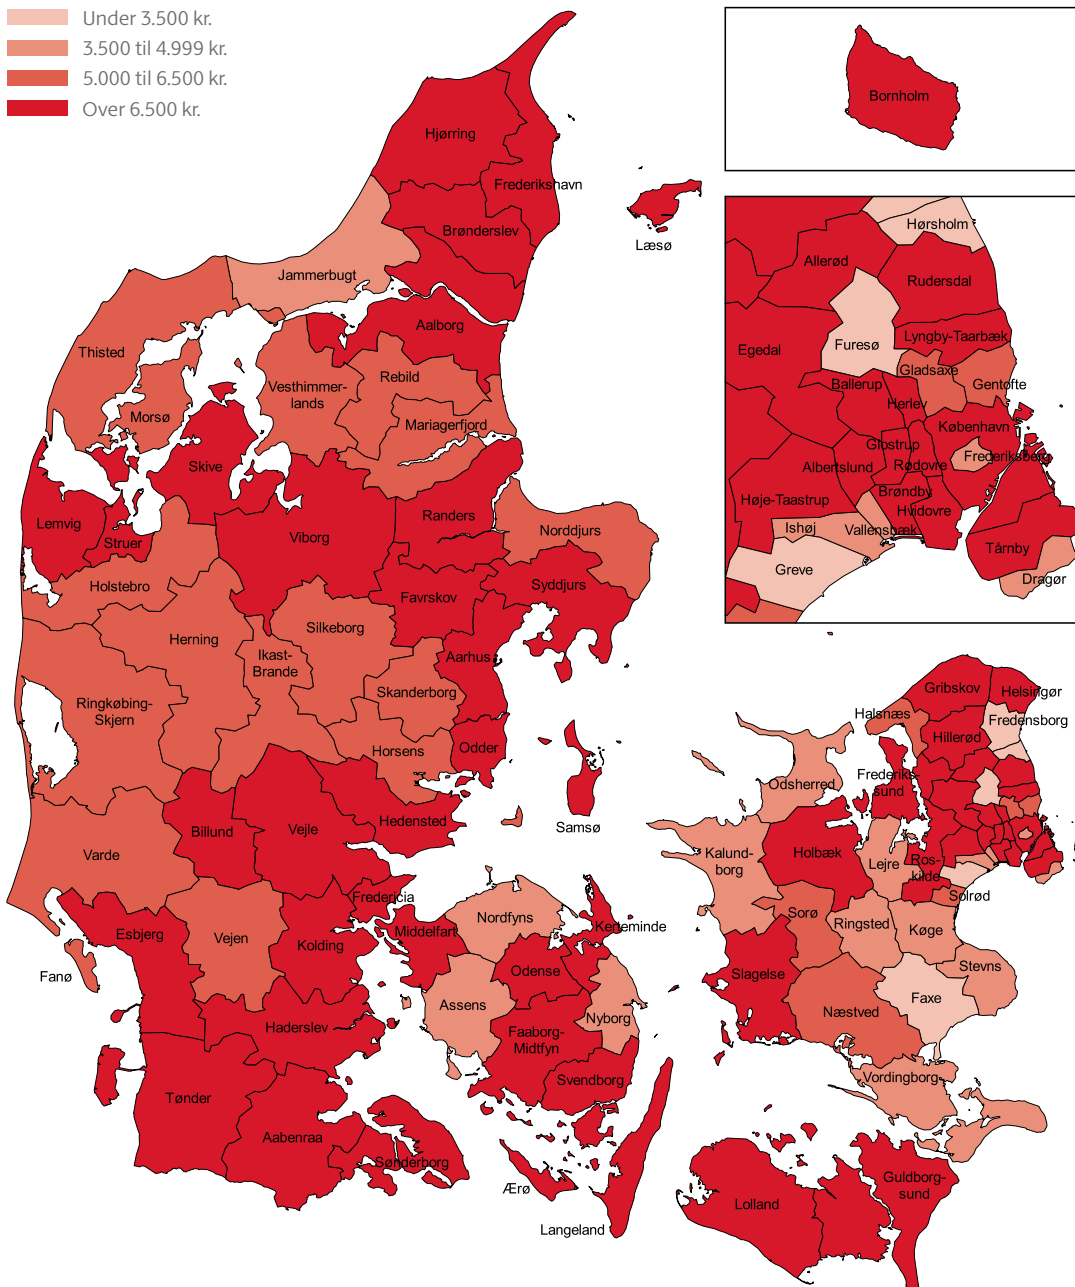 Under 3.500 kr.
3.500 til 4.999 kr.
5.000 til 6.500 kr.
Over 6.500 kr.
Bornholm
Hjørring
Frederikshavn
Brønderslev
Læsø
Jammerbugt
Aalborg
Thisted
Rebild
Vesthimmer-
lands
Morsø
Mariagerfjord
Skive
Lemvig
Struer
Viborg
Randers
Norddjurs
Holstebro
Favrskov
Syddjurs
Herning
Silkeborg
Ikast-
Brande
Aarhus
Skanderborg
Ringkøbing-
Skjern
Horsens
Odder
Samsø
Hedensted
Billund
Vejle
Varde
Fredericia
Esbjerg
Vejen
Kolding
Fanø
Haderslev
Tønder
Aabenraa
Sønderborg
Middelfart
Nordfyns
Kerteminde
Odense
Assens
Nyborg
Faaborg-
Midtfyn
Svendborg
Ærø
Langeland
Hørsholm
Allerød
Rudersdal
Egedal
Furesø
Lyngby-Taarbæk
Gladsaxe
Gentofte
Ballerup
Herlev
København
Glostrup
Frederiksberg
Albertslund
Rødovre
Høje-Taastrup
Brøndby
Hvidovre
Ishøj
Vallensbæk
Tårnby
Greve
Dragør
Gribskov
Helsingør
Halsnæs
Fredensborg
Hillerød
Odsherred
Frederiks-
sund
Kalund-
borg
Holbæk
Lejre
Ros-
kilde
Solrød
Sorø
Ringsted
Køge
Slagelse
Stevns
Faxe
Næstved
Vordingborg
Guldborg-
sund
Lolland